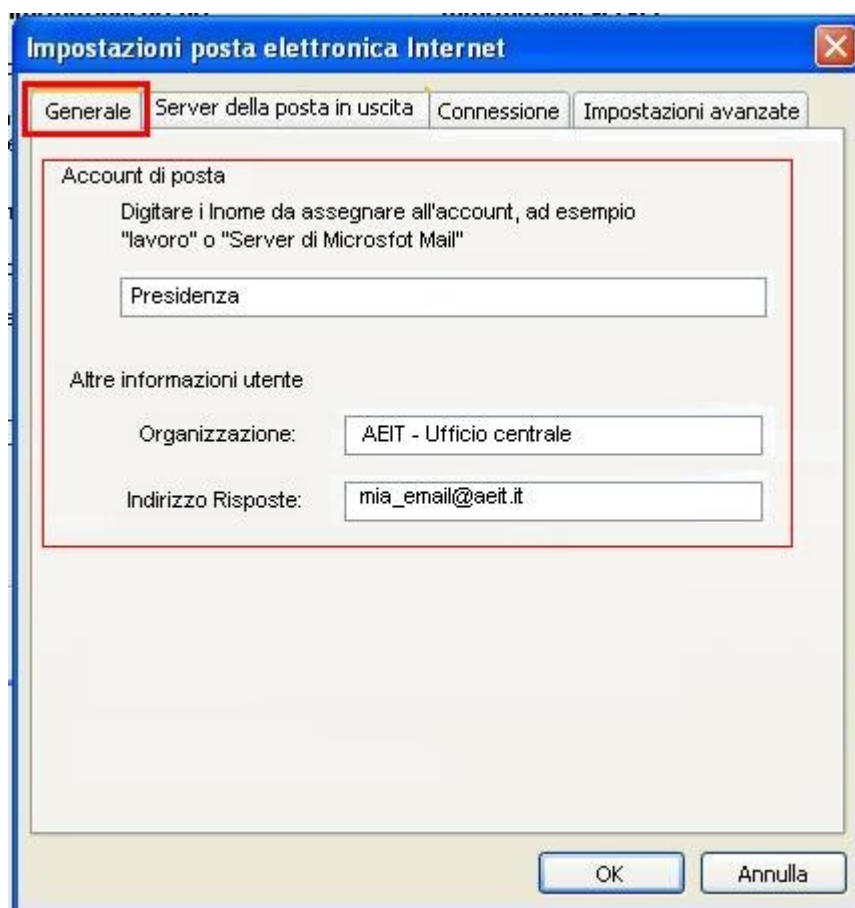 Impostazioni posta elettronica Internet
Generale Server della posta in uscita Connessione Impostazioni avanzate
Account di posta
Digitare i Inome da assegnare all'account, ad esempio
"lavoro" o "Server di Microsfot Mail"
Presidenza
Altre informazioni utente
Organizzazione: AEIT - Ufficio centrale
Indirizzo Risposte: mia_email@aeit.it
OK Annulla